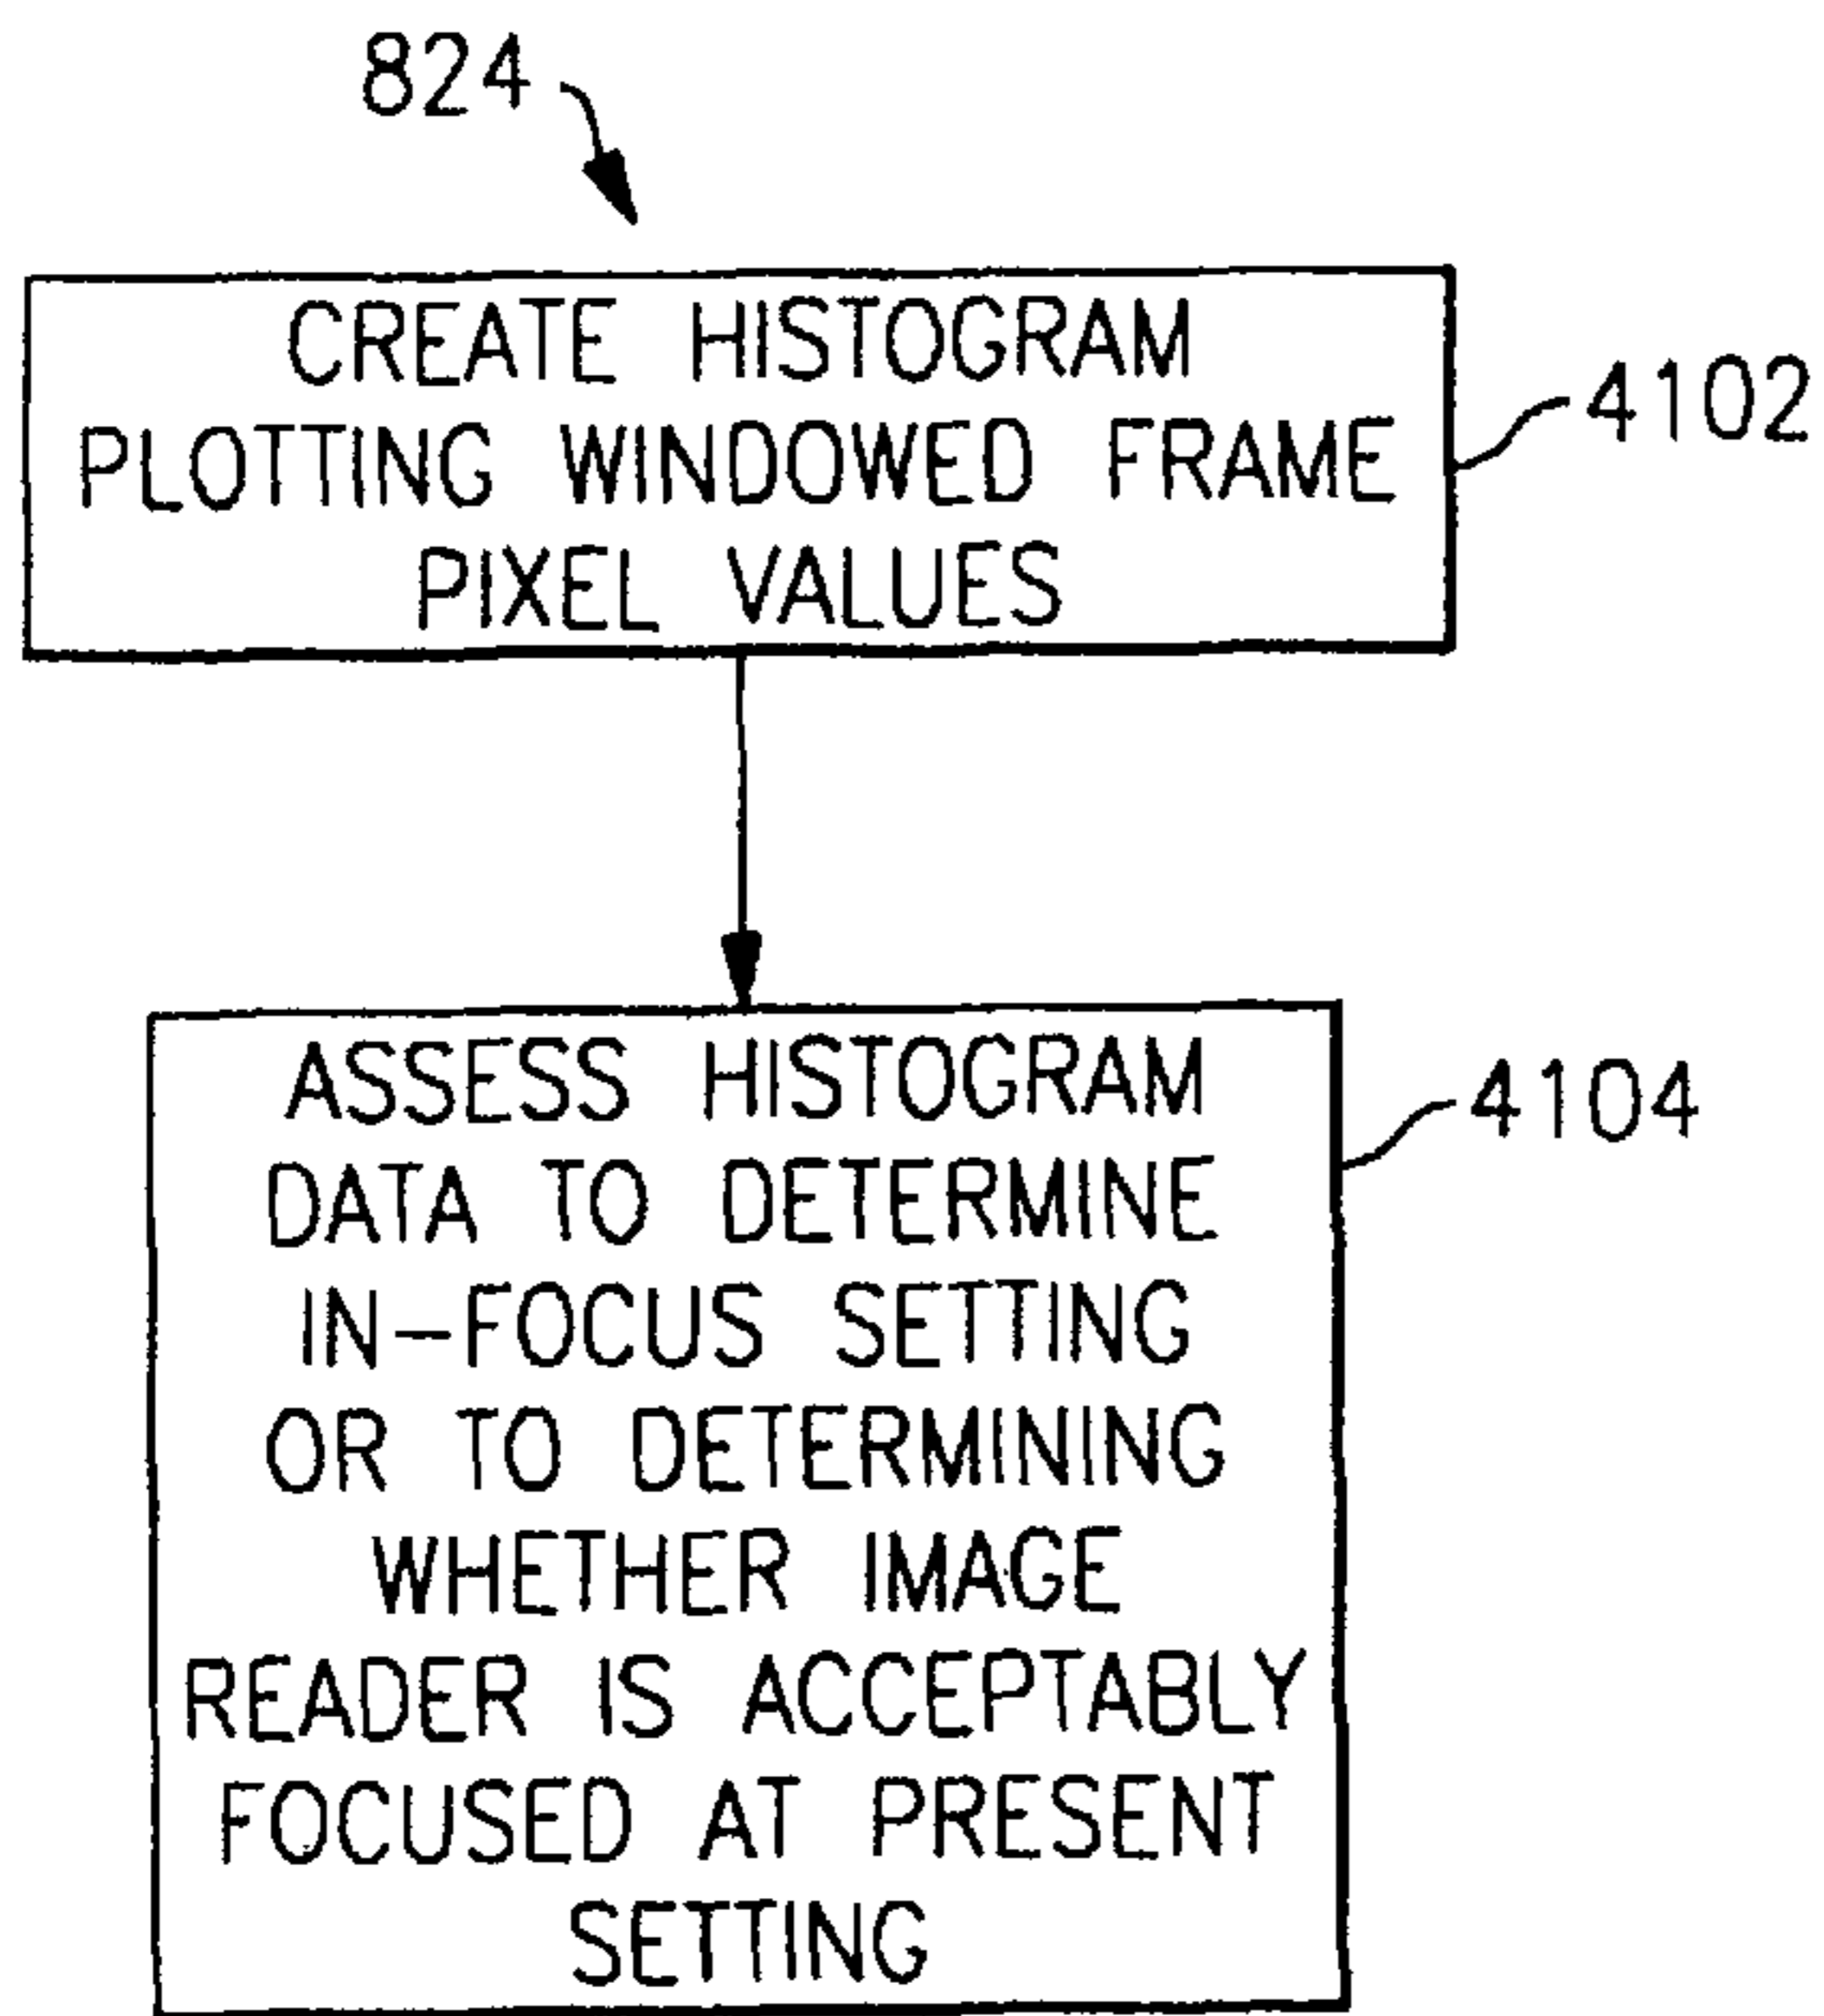 824
CREATE HISTOGRAM
PLOTTING WINDOWED FRAME
PIXEL VALUES
4102
ASSESS HISTOGRAM
DATA TO DETERMINE
IN-FOCUS SETTING
OR TO DETERMINING
WHETHER IMAGE
READER IS ACCEPTABLY
FOCUSED AT PRESENT
SETTING
4104